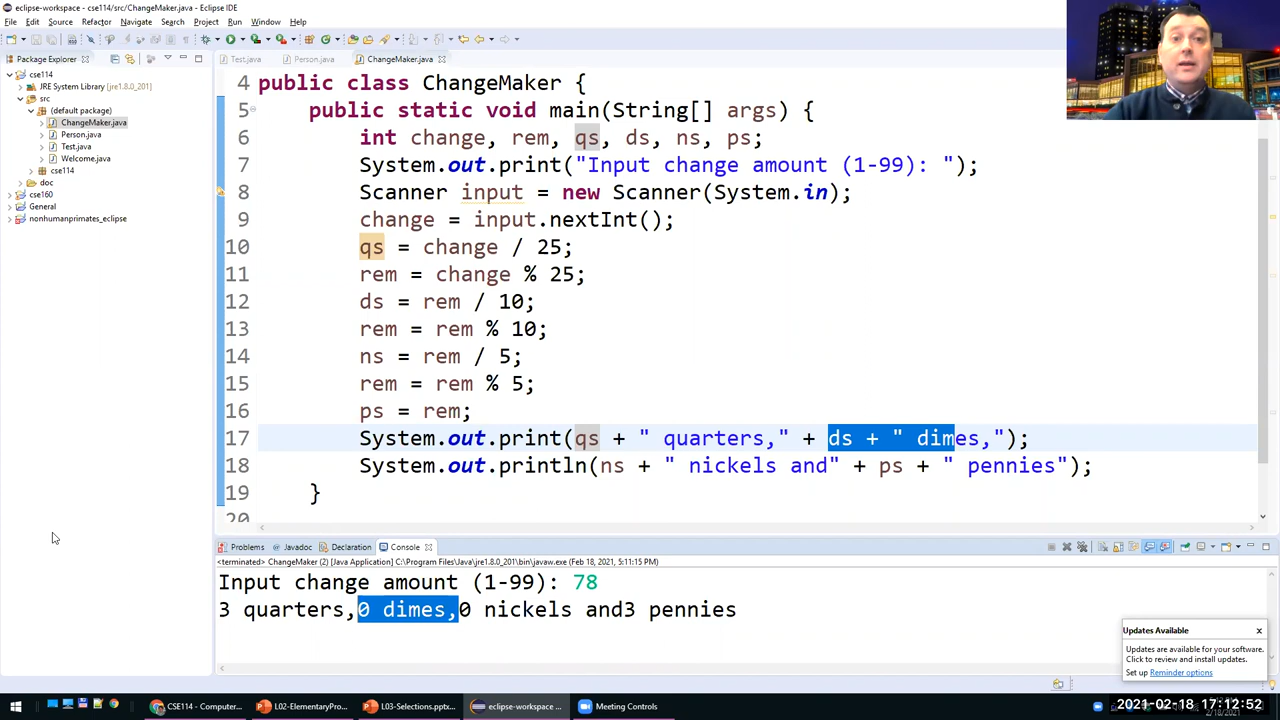 eclipse-workspace - cse114/src/ChangeMaker.java - Eclipse IDE
File Edit Source Refactor Navigate Search Project Run Window Help
Package Explorer
Test.java Person.java ChangeMaker.java
cse114
JRE System Library [jre1.8.0_201]
src
(default package)
ChangeMaker.java
Person.java
Test.java
Welcome.java
cse114
doc
cse160
General
nonhumanprimates_eclipse
4 public class ChangeMaker {
5 public static void main(String[] args) {
6 int change, rem, qs, ds, ns, ps;
7 System.out.print("Input change amount (1-99): ");
8 Scanner input = new Scanner(System.in);
9 change = input.nextInt();
10 qs = change / 25;
11 rem = change % 25;
12 ds = rem / 10;
13 rem = rem % 10;
14 ns = rem / 5;
15 rem = rem % 5;
16 ps = rem;
17 System.out.print(qs + " quarters," + ds + " dimes,");
18 System.out.println(ns + " nickels and" + ps + " pennies");
19 }
20
Problems Javadoc Declaration Console
<terminated> ChangeMaker (2) [Java Application] C:\Program Files\Java\jre1.8.0_201\bin\javaw.exe (Feb 18, 2021, 5:11:15 PM)
Input change amount (1-99): 78
3 quarters,0 dimes,0 nickels and3 pennies
Updates Available
Updates are available for your software.
Click to review and install updates.
Set up Reminder options
CSE114 - Computer... L02-ElementaryPro... L03-Selections.pptx... eclipse-workspace ... Meeting Controls
2021-02-18 17:12:52